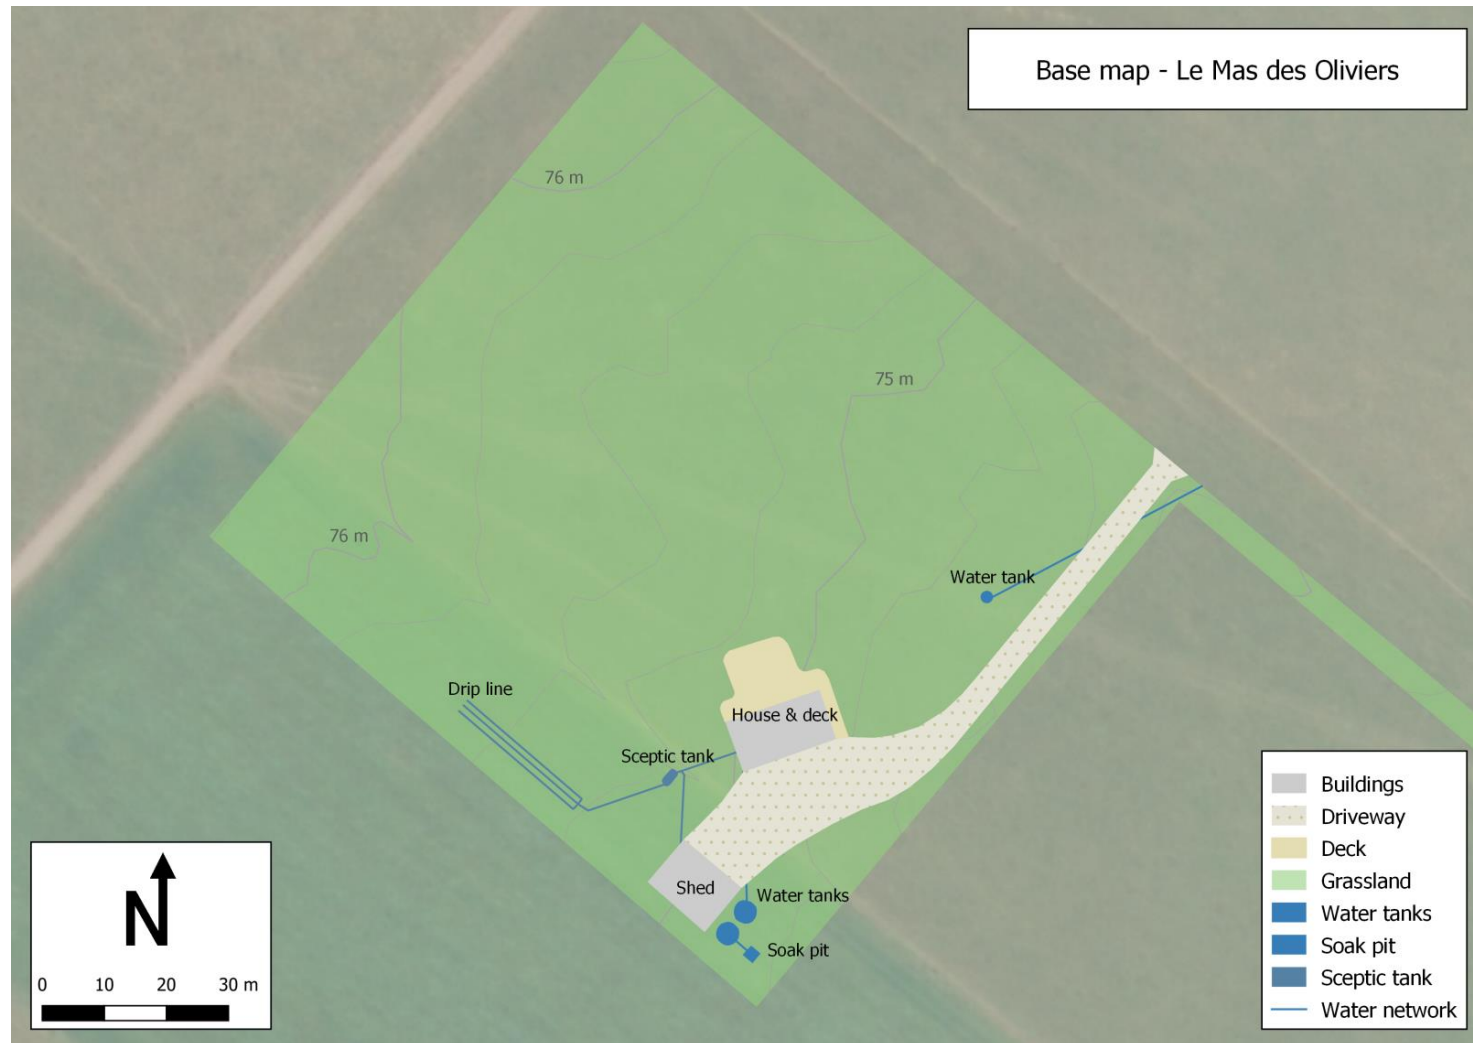 Base map - Le Mas des Oliviers
76 m
75 m
76 m
Water tank
Drip line
House & deck
Sceptic tank
Shed
Water tanks
Soak pit
N
0 10 20 30 m
Buildings
Driveway
Deck
Grassland
Water tanks
Soak pit
Sceptic tank
Water network